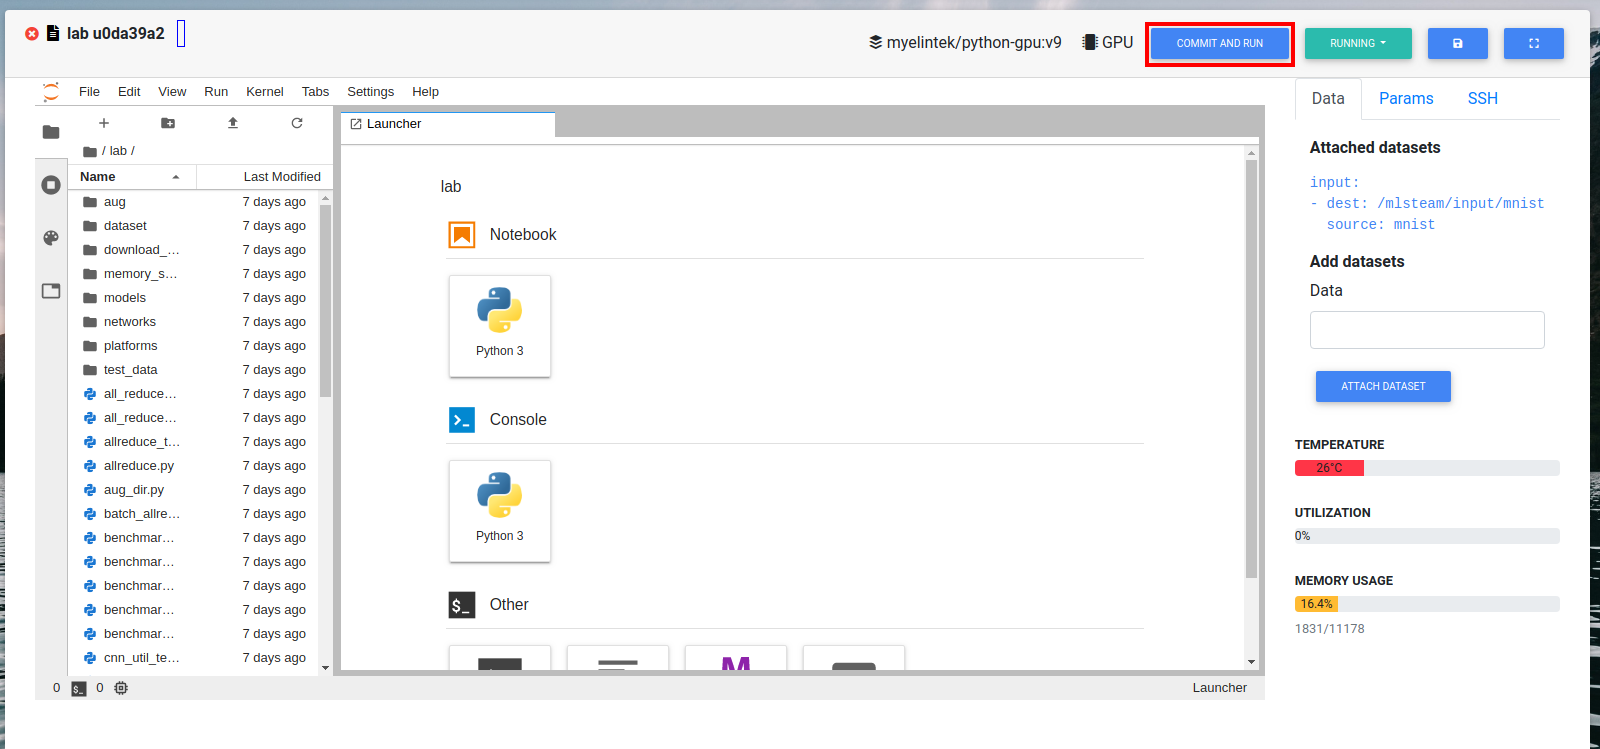 lab u0da39a2
myelintek/python-gpu:v9 GPU COMMIT AND RUN RUNNING
File Edit View Run Kernel Tabs Settings Help
Data Params SSH
/ lab /
Name Last Modified
aug 7 days ago
dataset 7 days ago
download_... 7 days ago
memory_s... 7 days ago
models 7 days ago
networks 7 days ago
platforms 7 days ago
test_data 7 days ago
all_reduce... 7 days ago
all_reduce... 7 days ago
allreduce_t... 7 days ago
allreduce.py 7 days ago
aug_dir.py 7 days ago
batch_allre... 7 days ago
benchmar... 7 days ago
benchmar... 7 days ago
benchmar... 7 days ago
benchmar... 7 days ago
benchmar... 7 days ago
cnn_util_te... 7 days ago
Launcher
lab
Notebook
Python 3
Console
>_
Python 3
$_
Other
M
Attached datasets
input:
- dest: /mlsteam/input/mnist
source: mnist
Add datasets
Data
ATTACH DATASET
TEMPERATURE
26°C
UTILIZATION
0%
MEMORY USAGE
16.4%
1831/11178
0 $_ 0 Launcher